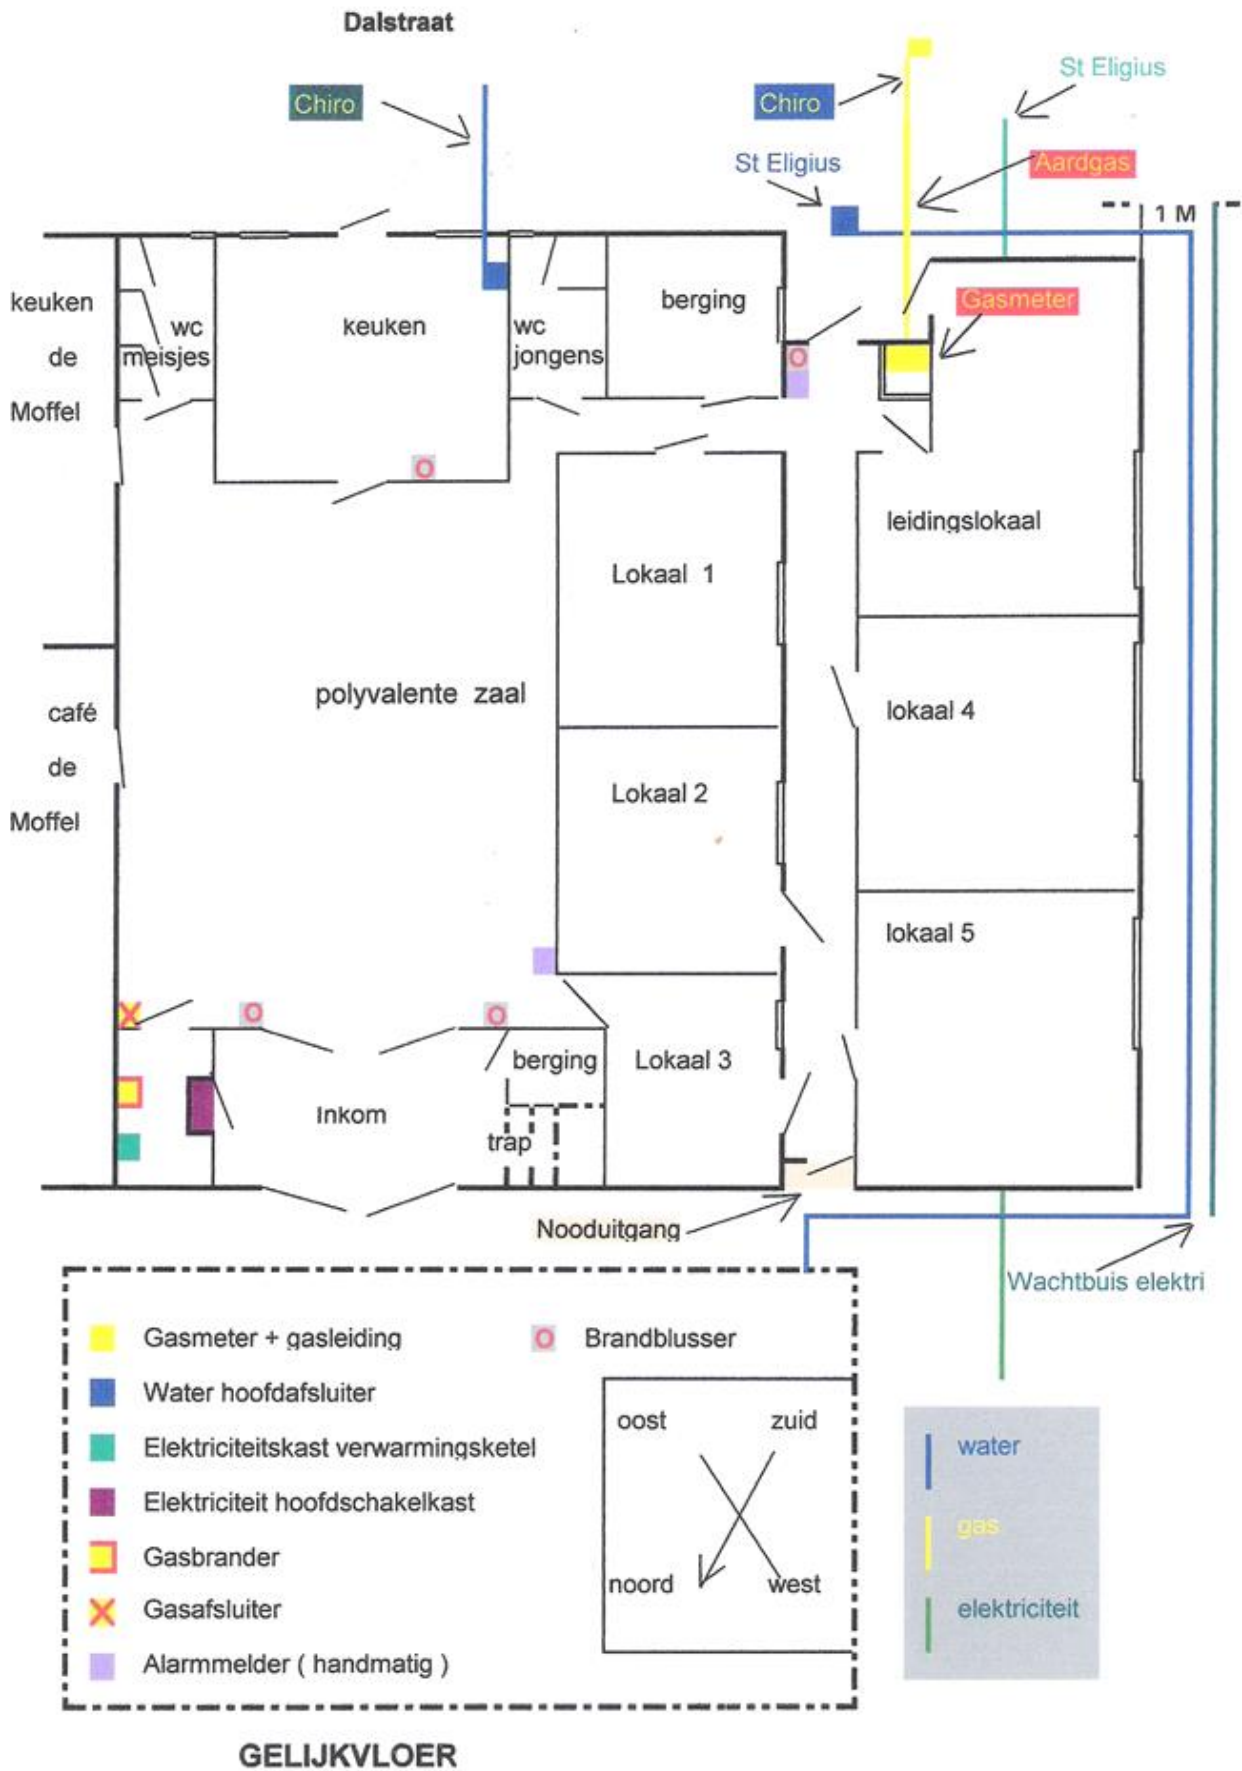 Dalstraat
Chiro
Chiro
St Eligius
St Eligius
Aardgas
1 M
keuken
de
Moffel
wc
meisjes
keuken
wc
jongens
berging
Gasmeter
O
O
leidingslokaal
Lokaal 1
polyvalente zaal
lokaal 4
café
de
Moffel
Lokaal 2
lokaal 5
O
O
berging
Lokaal 3
Inkom
trap
Nooduitgang
Wachtbuis elektri
Gasmeter + gasleiding
O Brandblusser
Water hoofdafsluiter
Elektriciteitskast verwarmingsketel
Elektriciteit hoofdschakelkast
Gasbrander
Gasafsluiter
Alarmmelder ( handmatig )
oost
zuid
noord
west
water
gas
elektriciteit
GELIJKVLOER